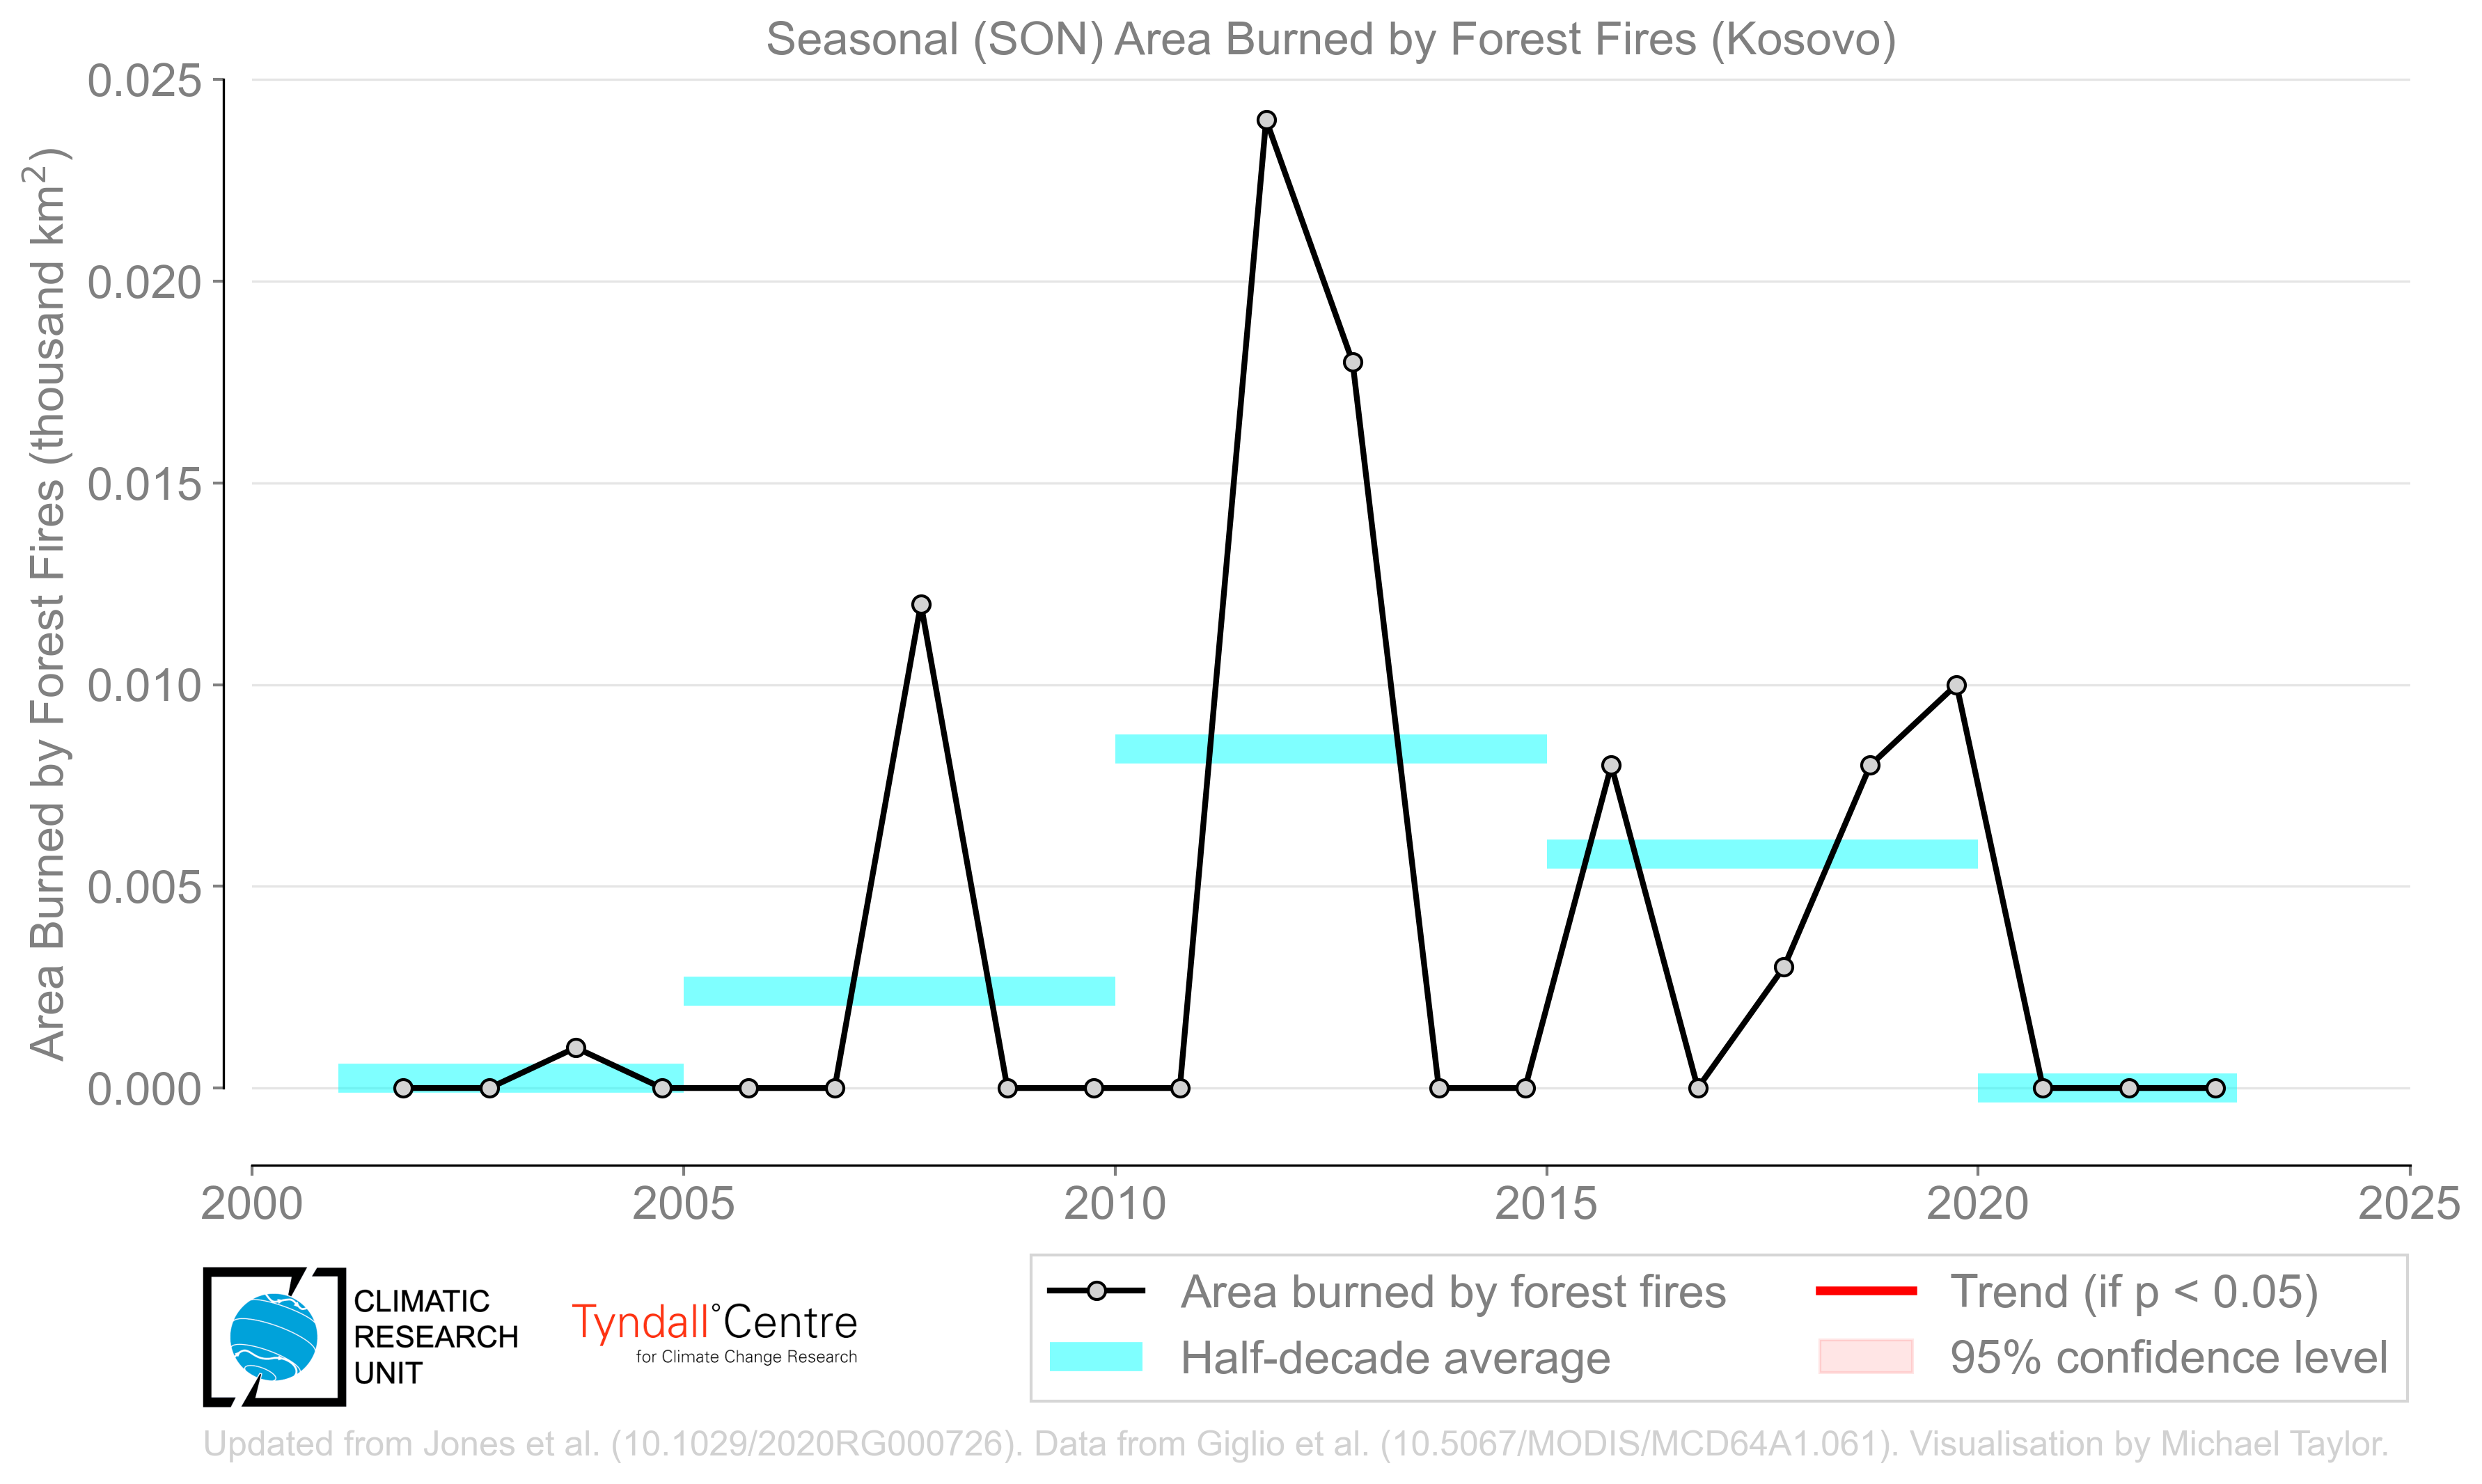 Seasonal (SON) Area Burned by Forest Fires (Kosovo)
Area Burned by Forest Fires (thousand km²)
0.025
0.020
0.015
0.010
0.005
0.000
2000 2005 2010 2015 2020 2025
CLIMATIC
RESEARCH
UNIT
Tyndall°Centre
for Climate Change Research
Area burned by forest fires
Half-decade average
Trend (if p < 0.05)
95% confidence level
Updated from Jones et al. (10.1029/2020RG000726). Data from Giglio et al. (10.5067/MODIS/MCD64A1.061). Visualisation by Michael Taylor.